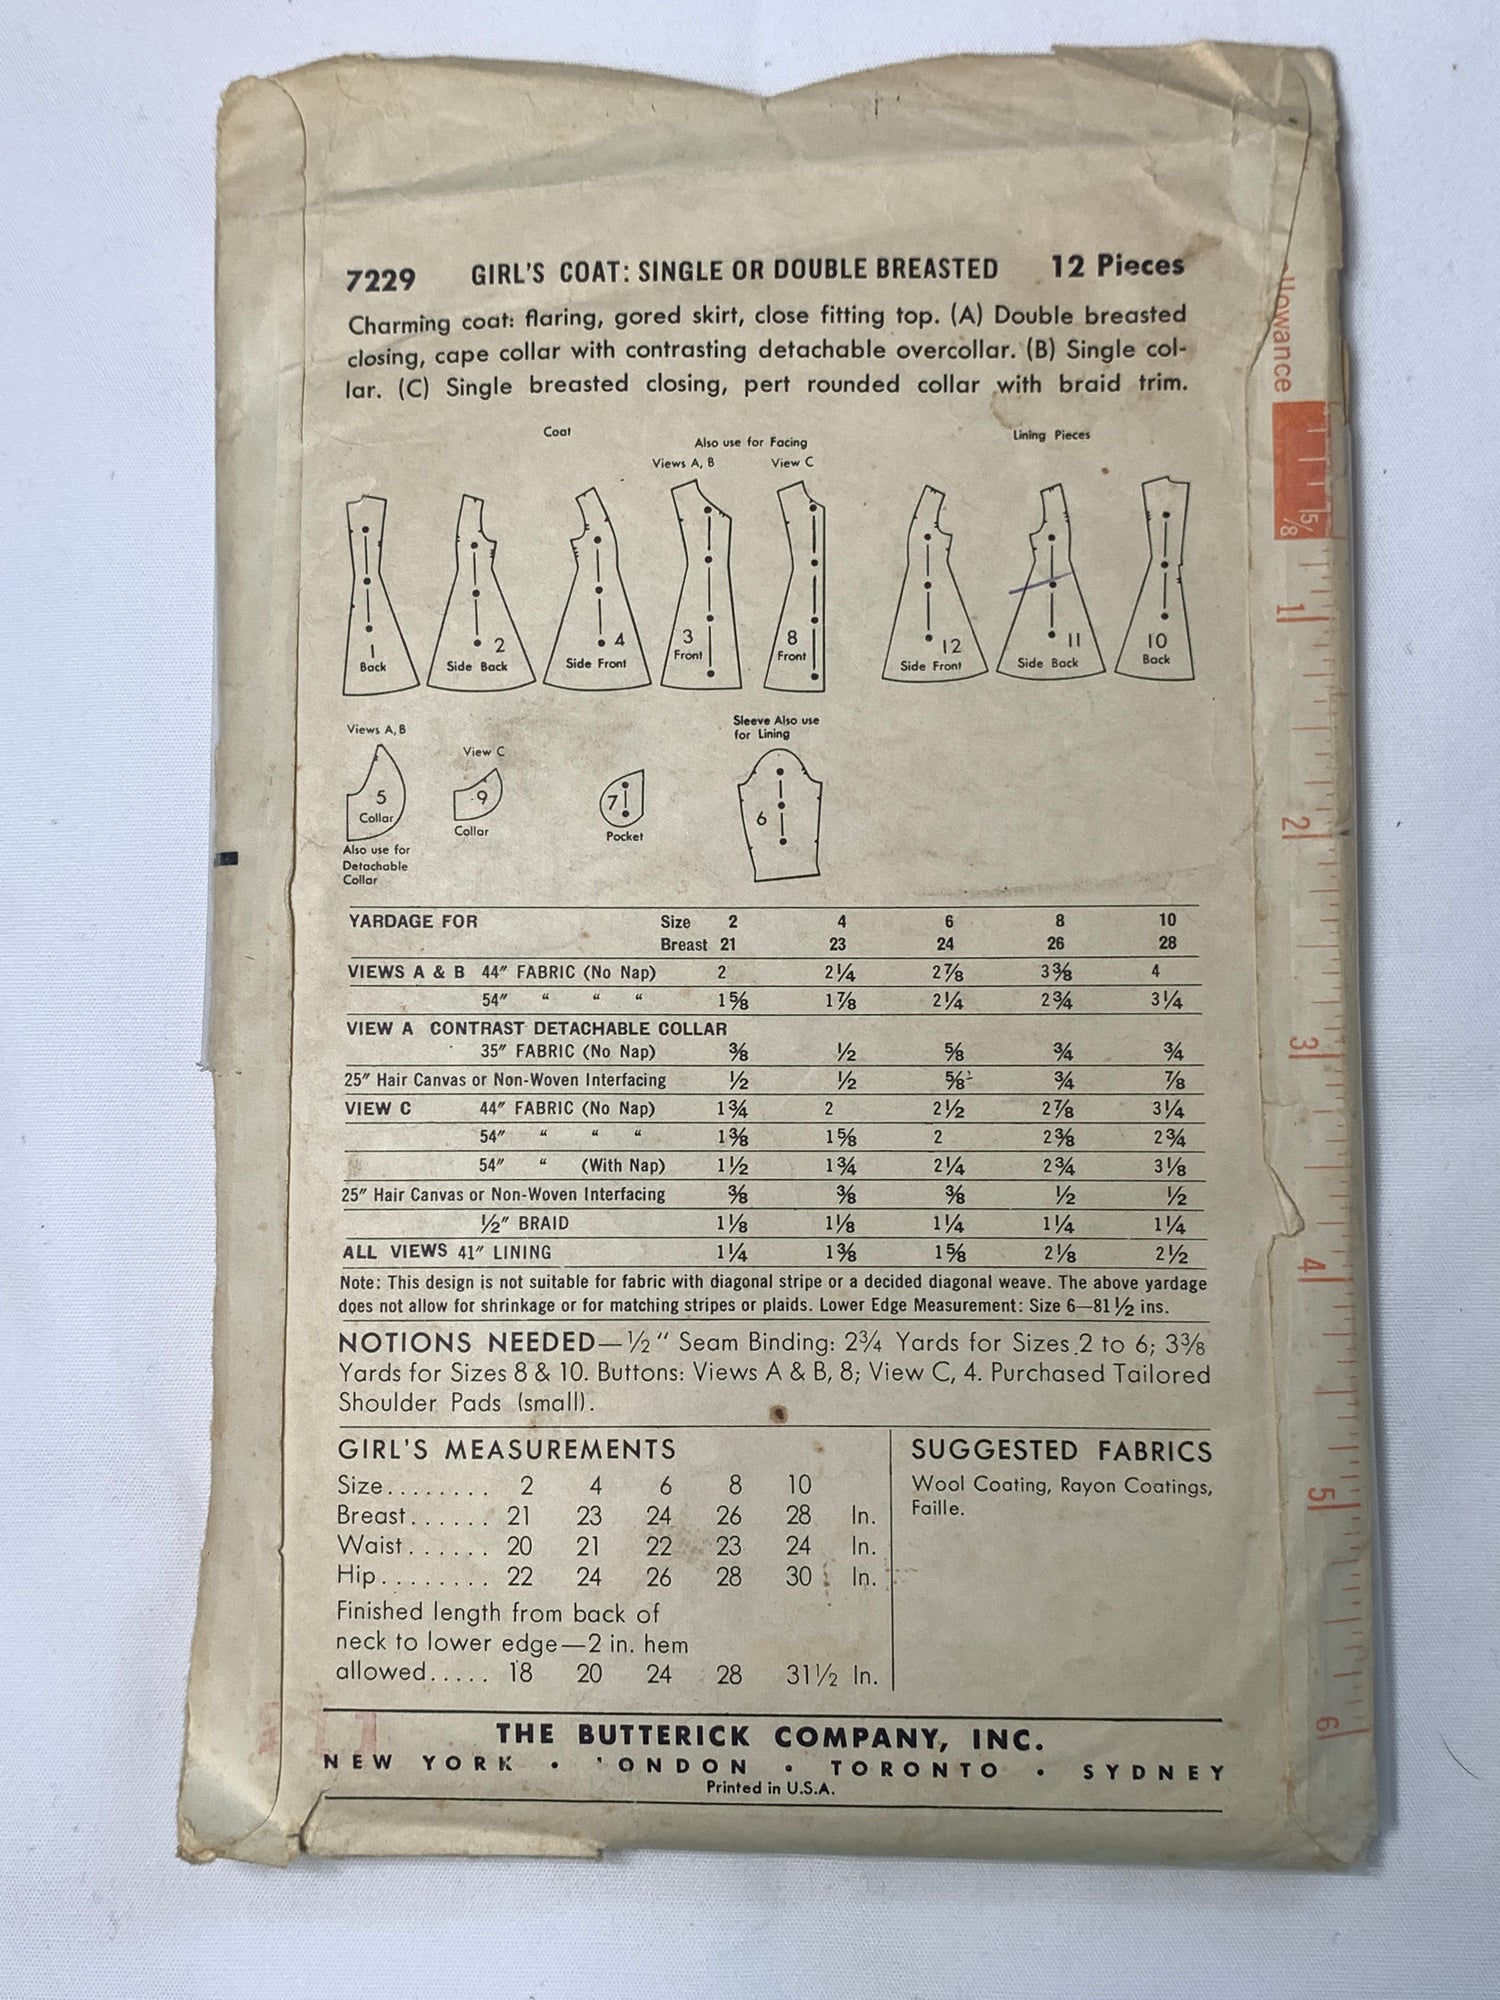 7229 GIRL'S COAT: SINGLE OR DOUBLE BREASTED 12 Pieces
Charming coat: flaring, gored skirt, close fitting top. (A) Double breasted
closing, cape collar with contrasting detachable overcollar. (B) Single col-
lar. (C) Single breasted closing, pert rounded collar with braid trim.
Coat
Also use for Facing
Views A, B View C
Lining Pieces
1 Back
2 Side Back
4 Side Front
3 Front
8 Front
12 Side Front
11 Side Back
10 Back
Views A, B
5
Collar
Also use for
Detachable
Collar
View C
9
Collar
7
Pocket
Sleeve Also use
for Lining
6
YARDAGE FOR Size 2 4 6 8 10
Breast 21 23 24 26 28
VIEWS A & B 44" FABRIC (No Nap) 2 2¼ 2⅞ 3⅜ 4
54" " " " 1⅝ 1⅞ 2¼ 2¾ 3¼
VIEW A CONTRAST DETACHABLE COLLAR
35" FABRIC (No Nap) ⅜ ½ ⅝ ¾ ¾
25" Hair Canvas or Non-Woven Interfacing ½ ½ ⅝ ¾ ⅞
VIEW C 44" FABRIC (No Nap) 1¾ 2 2½ 2⅞ 3¼
54" " " " 1⅜ 1⅝ 2 2⅜ 2¾
54" " (With Nap) 1½ 1¾ 2¼ 2¾ 3⅛
25" Hair Canvas or Non-Woven Interfacing ⅜ ⅜ ⅜ ½ ½
½" BRAID 1⅛ 1⅛ 1¼ 1¼ 1¼
ALL VIEWS 41" LINING 1¼ 1⅜ 1⅝ 2⅛ 2½
Note: This design is not suitable for fabric with diagonal stripe or a decided diagonal weave. The above yardage
does not allow for shrinkage or for matching stripes or plaids. Lower Edge Measurement: Size 6—81½ ins.
NOTIONS NEEDED—½" Seam Binding: 2¾ Yards for Sizes 2 to 6; 3⅜
Yards for Sizes 8 & 10. Buttons: Views A & B, 8; View C, 4. Purchased Tailored
Shoulder Pads (small).
GIRL'S MEASUREMENTS
Size........ 2 4 6 8 10
Breast...... 21 23 24 26 28 In.
Waist...... 20 21 22 23 24 In.
Hip........ 22 24 26 28 30 In.
Finished length from back of
neck to lower edge—2 in. hem
allowed..... 18 20 24 28 31½ In.
SUGGESTED FABRICS
Wool Coating, Rayon Coatings,
Faille.
THE BUTTERICK COMPANY, INC.
NEW YORK • 'ONDON • TORONTO • SYDNEY
Printed in U.S.A.
llowance
5/8
1
2
3
4
5
6